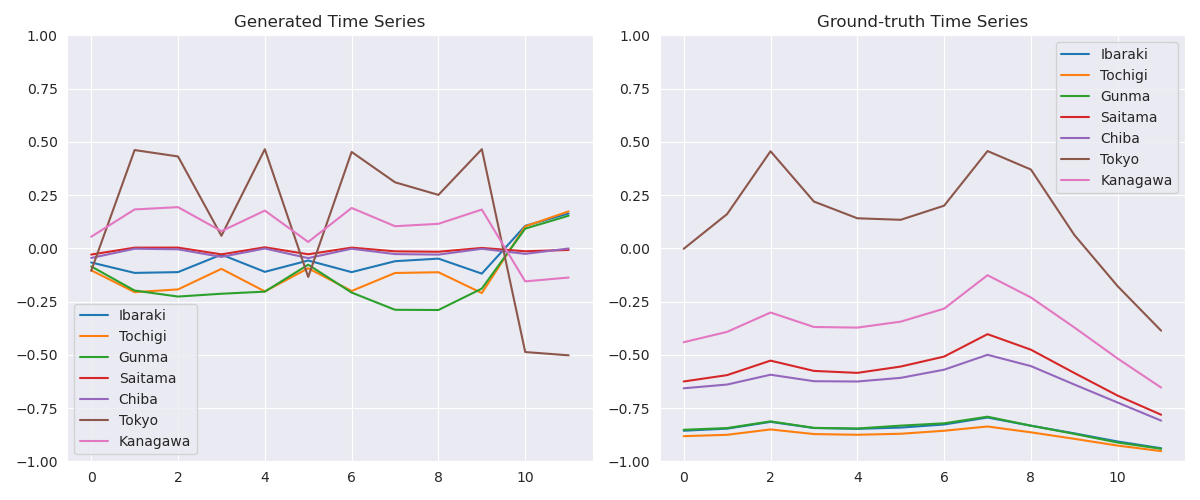 Generated Time Series
1.00
0.75
0.50
0.25
0.00
−0.25
−0.50
−0.75
−1.00
0 2 4 6 8 10
Ibaraki
Tochigi
Gunma
Saitama
Chiba
Tokyo
Kanagawa
Ground-truth Time Series
1.00
0.75
0.50
0.25
0.00
−0.25
−0.50
−0.75
−1.00
0 2 4 6 8 10
Ibaraki
Tochigi
Gunma
Saitama
Chiba
Tokyo
Kanagawa